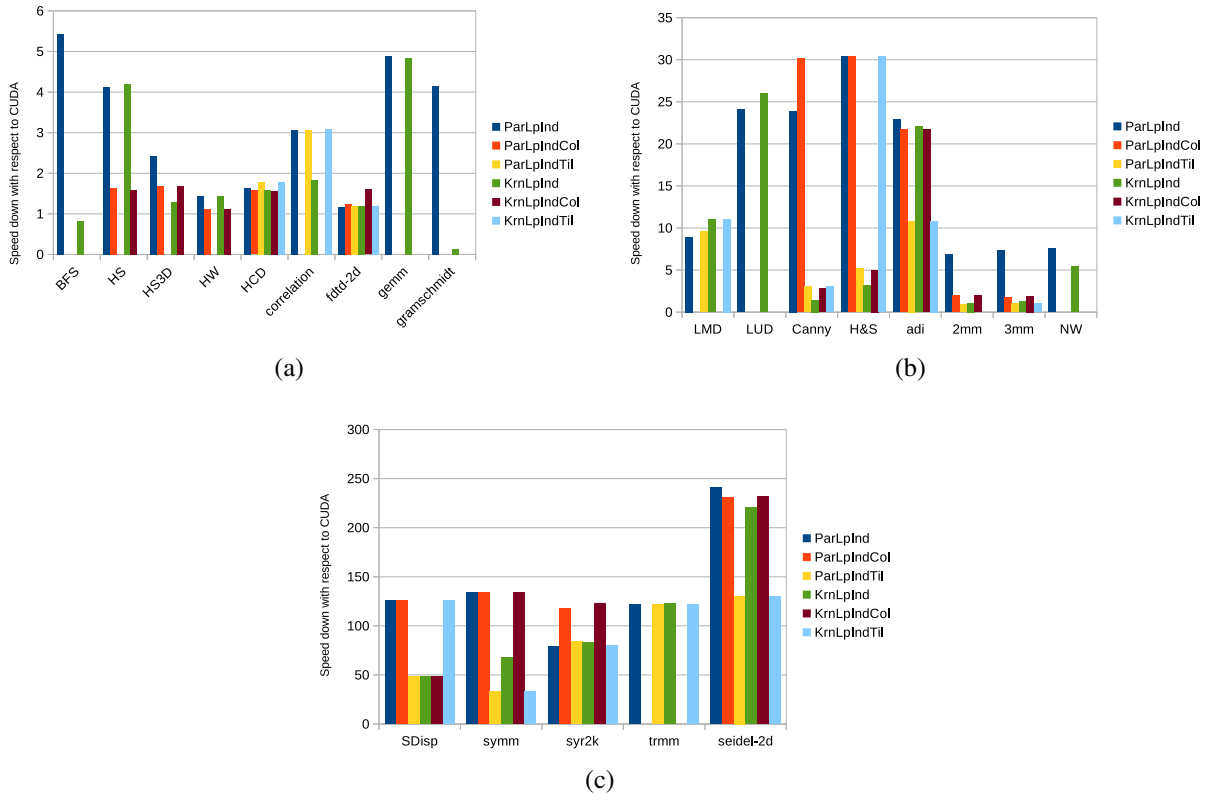 6
5
4
3
2
1
0
Speed down with respect to CUDA
BFS
HS
HS3D
HW
HCD
correlation
fdtd-2d
gemm
gramschmidt
ParLpInd
ParLpIndCol
ParLpIndTil
KrnLpInd
KrnLpIndCol
KrnLpIndTil
(a)
35
30
25
20
15
10
5
0
Speed down with respect to CUDA
LMD
LUD
Canny
H&S
adi
2mm
3mm
NW
ParLpInd
ParLpIndCol
ParLpIndTil
KrnLpInd
KrnLpIndCol
KrnLpIndTil
(b)
300
250
200
150
100
50
0
Speed down with respect to CUDA
SDisp
symm
syr2k
trmm
seidel-2d
ParLpInd
ParLpIndCol
ParLpIndTil
KrnLpInd
KrnLpIndCol
KrnLpIndTil
(c)